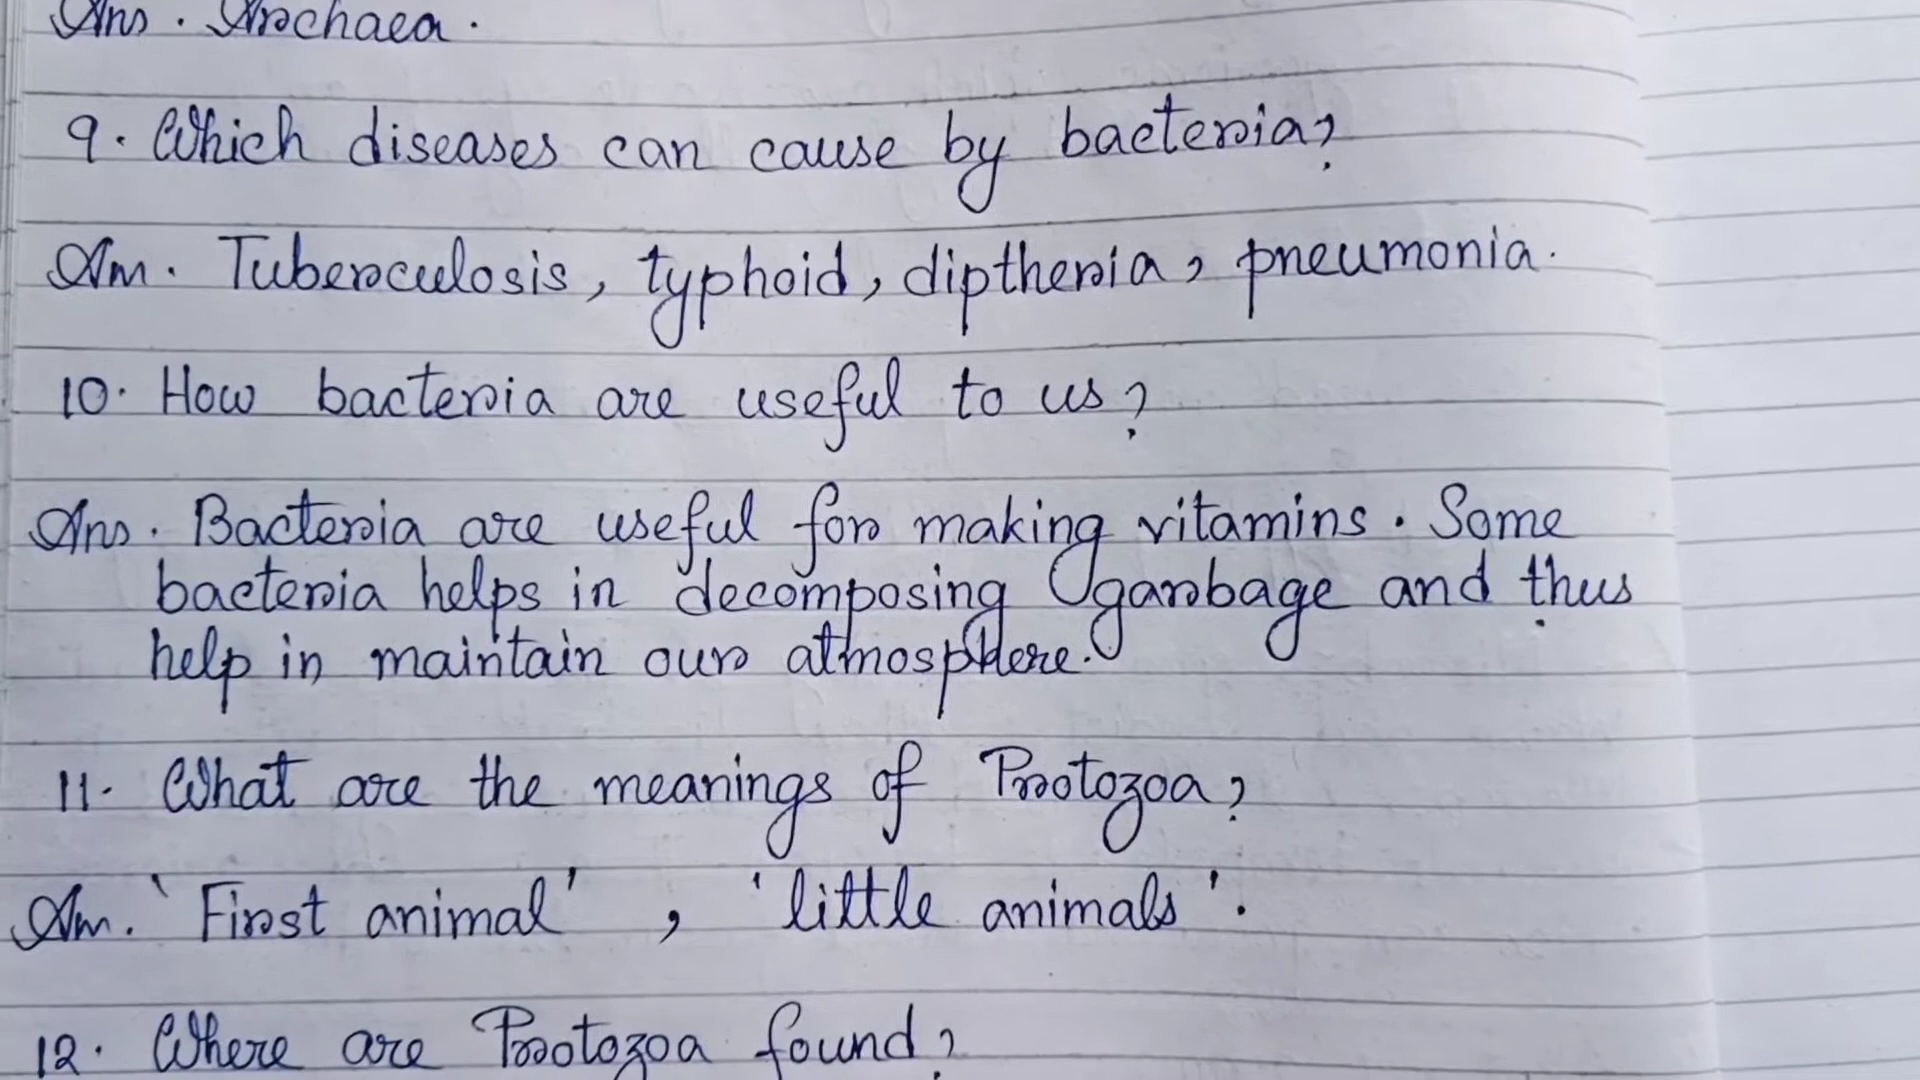 Ans. Archaea.
9. Which diseases can cause by bacteria?
Ans. Tuberculosis, typhoid, diptheria, pneumonia.
10. How bacteria are useful to us?
Ans. Bacteria are useful for making vitamins. Some
bacteria helps in decomposing garbage and thus
help in maintain our atmosphere.
11. What are the meanings of Protozoa?
Ans. 'First animal', 'little animals'.
12. Where are Protozoa found?